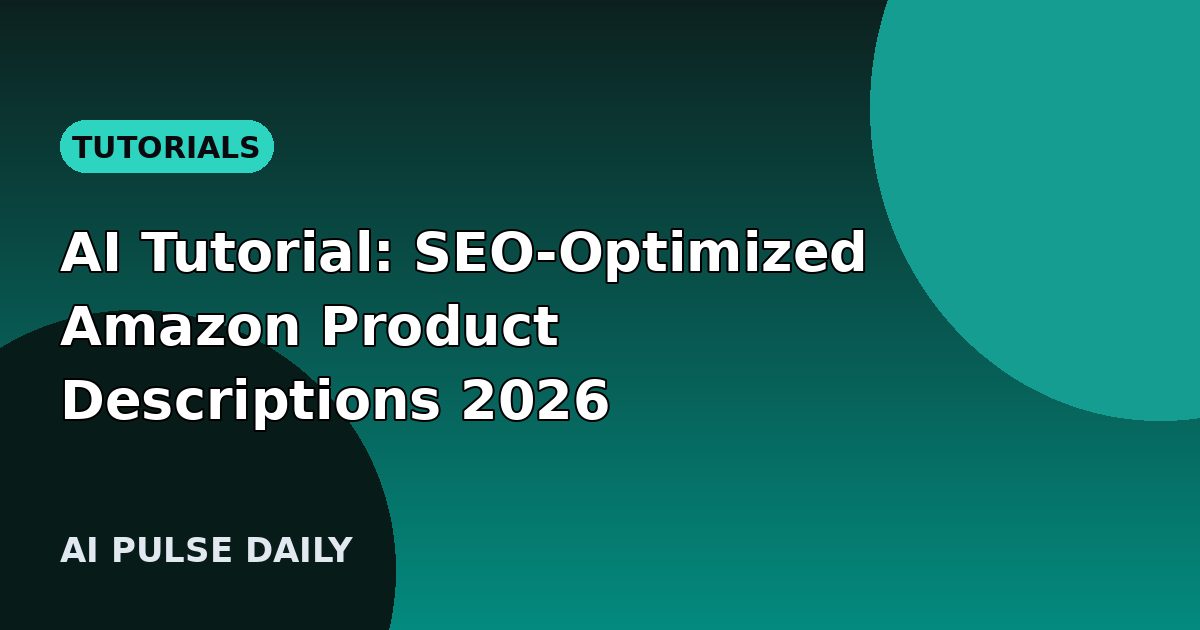 TUTORIALS
AI Tutorial: SEO-Optimized
Amazon Product
Descriptions 2026
AI PULSE DAILY